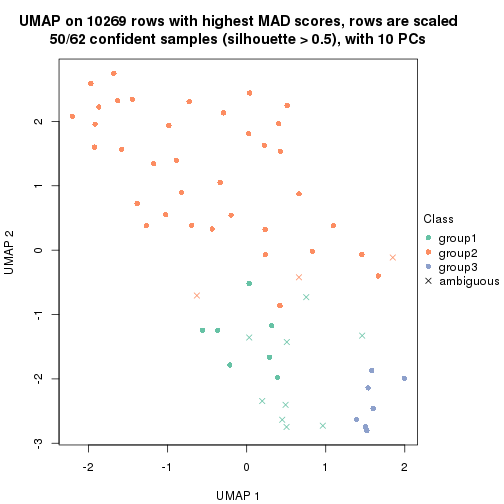 UMAP on 10269 rows with highest MAD scores, rows are scaled
50/62 confident samples (silhouette > 0.5), with 10 PCs
UMAP 2
2
1
0
-1
-2
-3
-2
-1
0
1
2
UMAP 1
Class
group1
group2
group3
ambiguous